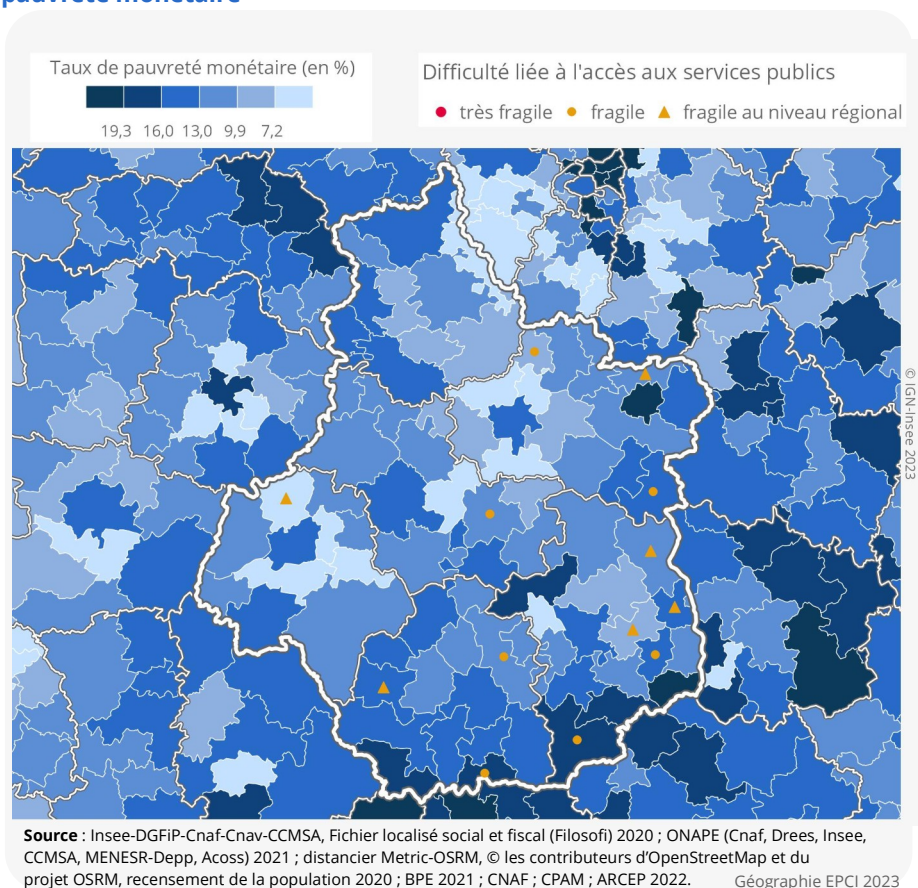 pauvreté monétaire
Taux de pauvreté monétaire (en %)
19,3 16,0 13,0 9,9 7,2
Difficulté liée à l'accès aux services publics
très fragile fragile fragile au niveau régional
© IGN-Insee 2023
Source : Insee-DGFiP-Cnaf-Cnav-CCMSA, Fichier localisé social et fiscal (Filosofi) 2020 ; ONAPE (Cnaf, Drees, Insee,
CCMSA, MENESR-Depp, Acoss) 2021 ; distancier Metric-OSRM, © les contributeurs d’OpenStreetMap et du
projet OSRM, recensement de la population 2020 ; BPE 2021 ; CNAF ; CPAM ; ARCEP 2022.
Géographie EPCI 2023